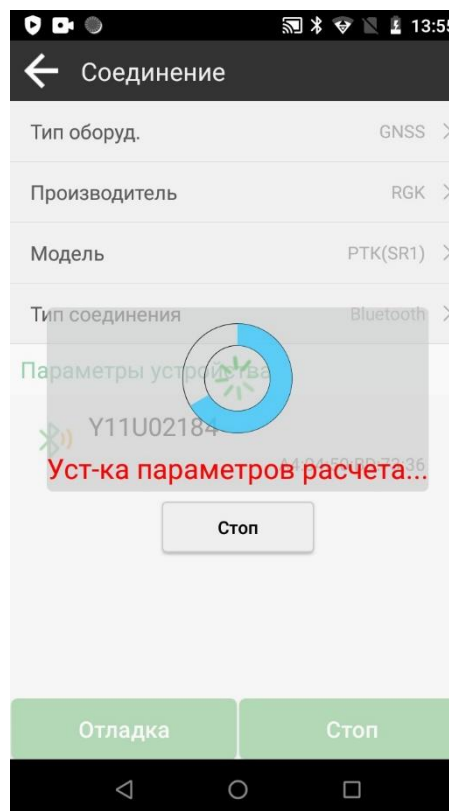 13:55
Соединение
Тип оборуд. GNSS
Производитель RGK
Модель РТК(SR1)
Тип соединения Bluetooth
Параметры устройства
Y11U02184
Уст-ка параметров расчета...
Стоп
Отладка Стоп